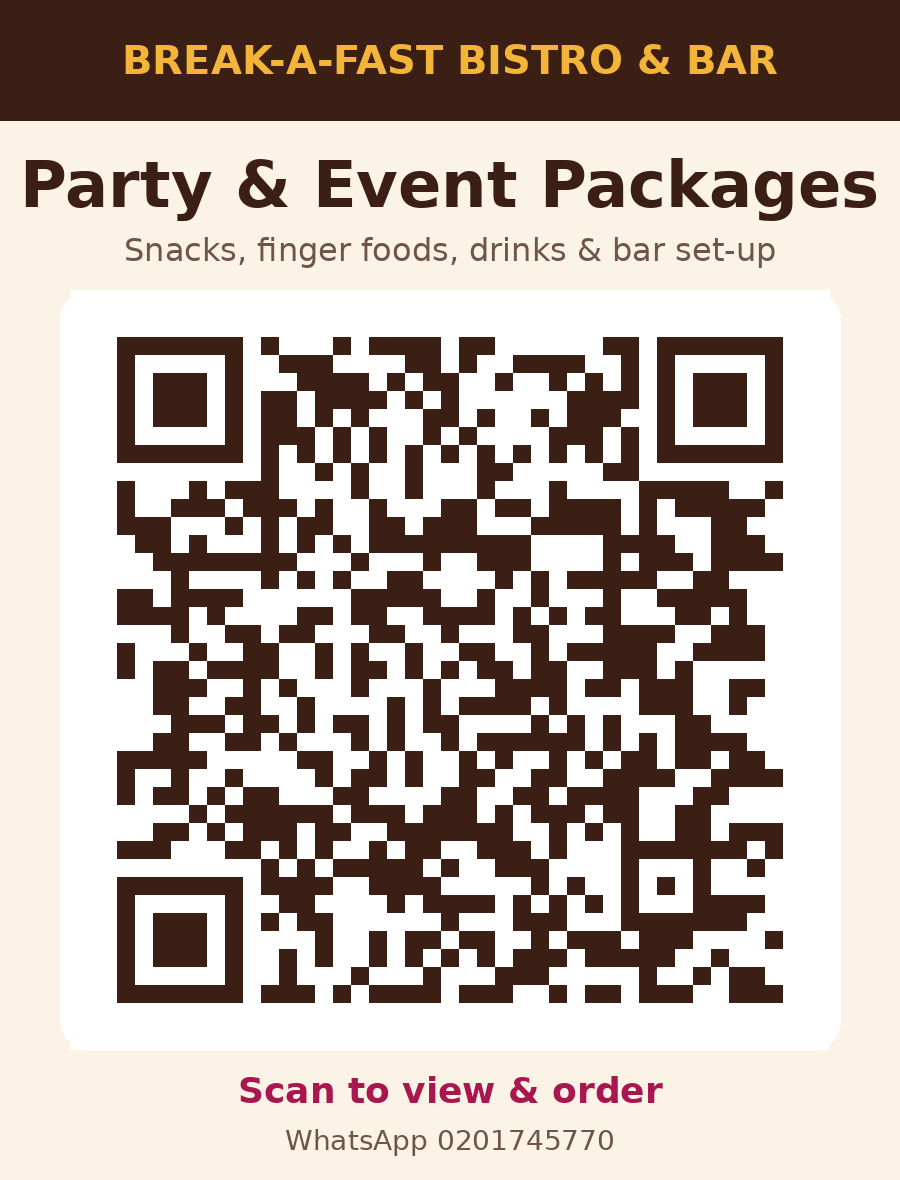 BREAK-A-FAST BISTRO & BAR
Party & Event Packages
Snacks, finger foods, drinks & bar set-up
Scan to view & order
WhatsApp 0201745770